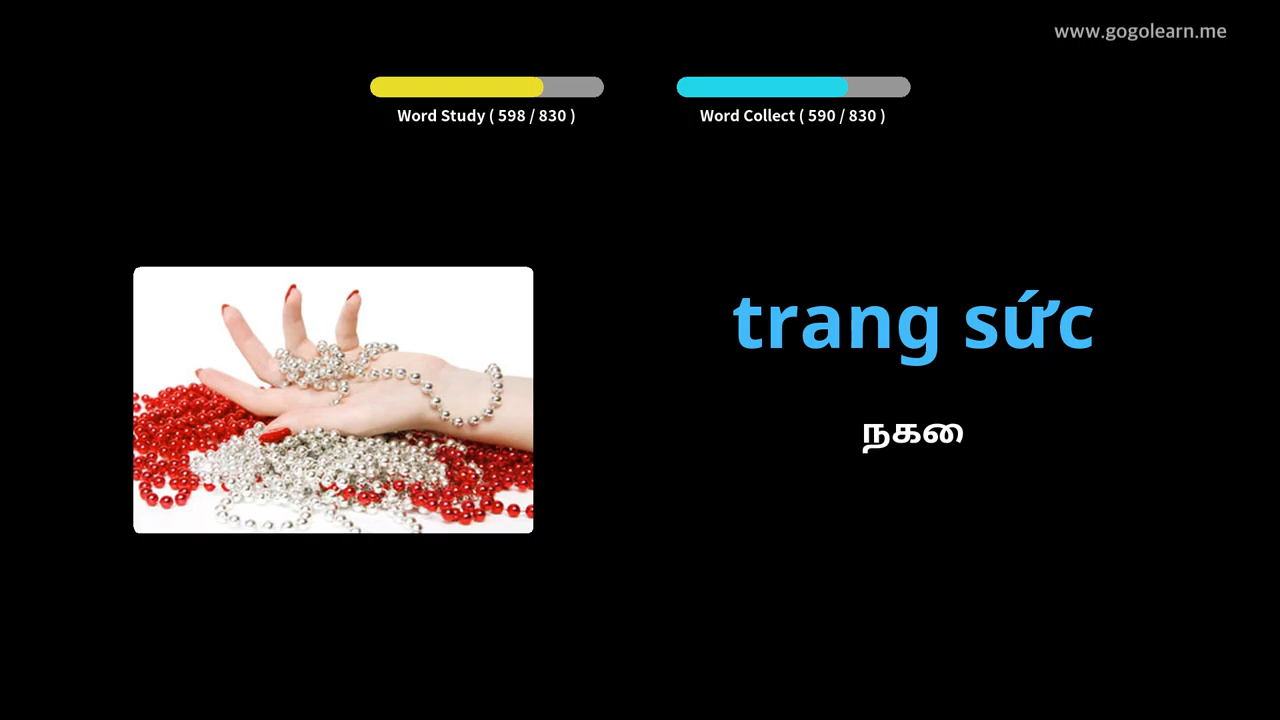 www.gogolearn.me
Word Study ( 598 / 830 )
Word Collect ( 590 / 830 )
trang sức
நகை